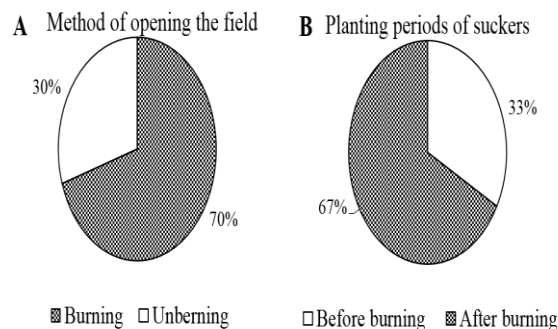 A Method of opening the field
30%
70%
Burning Unberning
B Planting periods of suckers
33%
67%
Before burning After burning